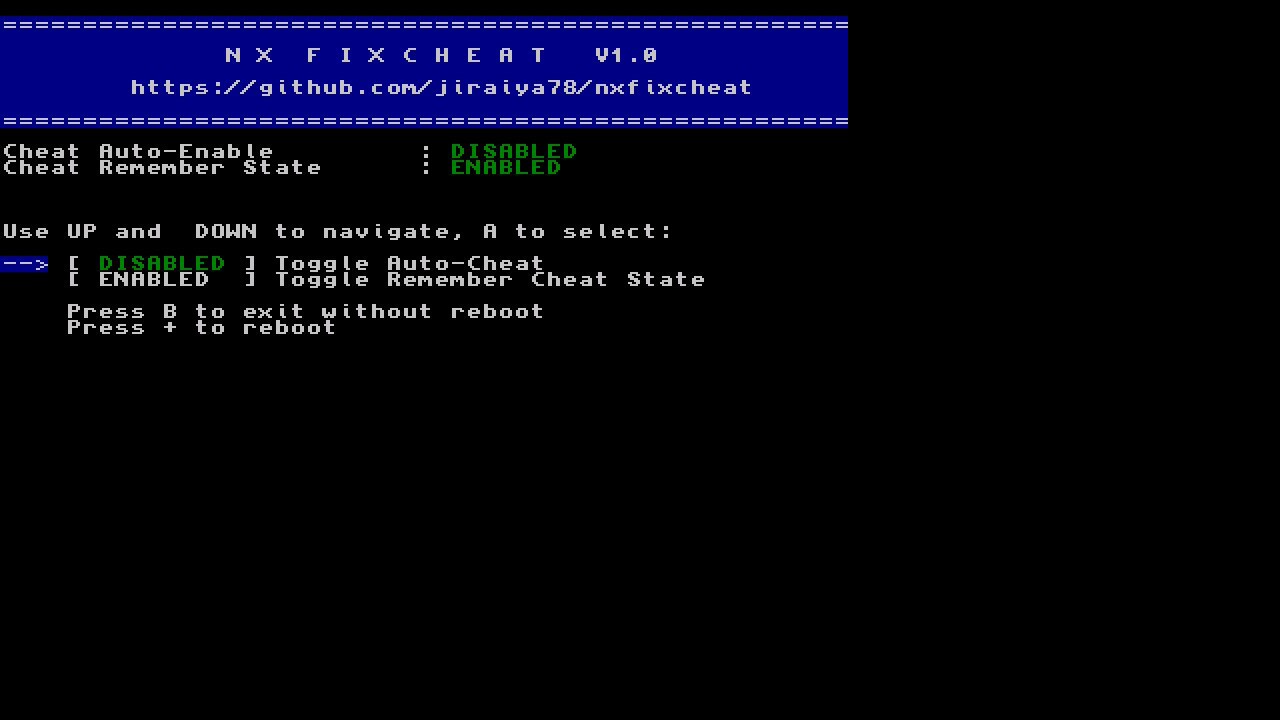 =====================================================
N X  F I X C H E A T   V1.0
https://github.com/jiraiya78/nxfixcheat
=====================================================
Cheat Auto-Enable : DISABLED
Cheat Remember State : ENABLED
Use UP and  DOWN to navigate, A to select:
--> [ DISABLED ] Toggle Auto-Cheat
[ ENABLED  ] Toggle Remember Cheat State
Press B to exit without reboot
Press + to reboot